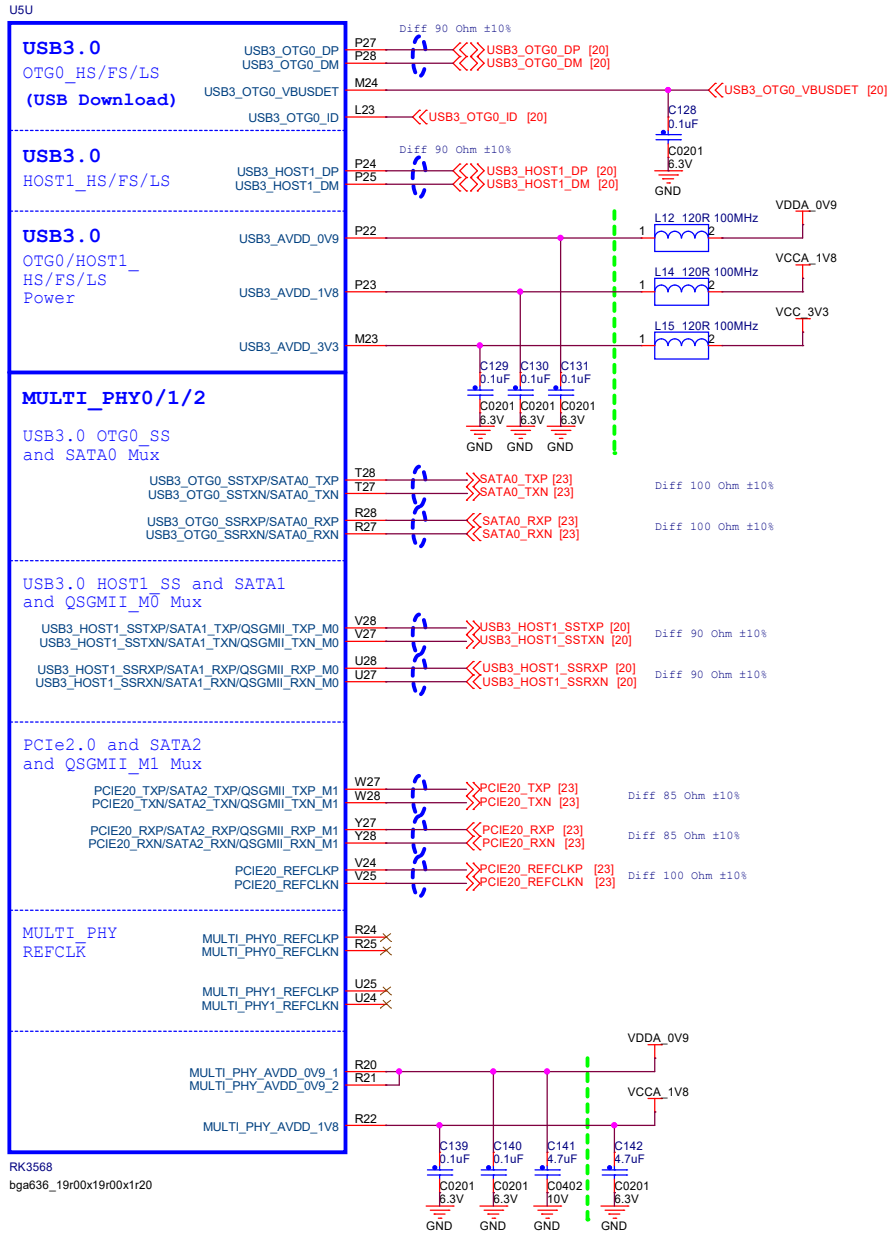 U5U
Diff 90 Ohm ±10%
USB3.0
OTG0_HS/FS/LS
(USB Download)
USB3_OTG0_DP P27 USB3_OTG0_DP [20]
USB3_OTG0_DM P28 USB3_OTG0_DM [20]
USB3_OTG0_VBUSDET M24 USB3_OTG0_VBUSDET [20]
USB3_OTG0_ID L23 USB3_OTG0_ID [20]
C128
0.1uF
C0201
6.3V
GND
Diff 90 Ohm ±10%
USB3.0
HOST1_HS/FS/LS
USB3_HOST1_DP P24 USB3_HOST1_DP [20]
USB3_HOST1_DM P25 USB3_HOST1_DM [20]
USB3.0
OTG0/HOST1_
HS/FS/LS
Power
USB3_AVDD_0V9 P22 1 L12 120R 100MHz 2 VDDA_0V9
USB3_AVDD_1V8 P23 1 L14 120R 100MHz 2 VCCA_1V8
USB3_AVDD_3V3 M23 1 L15 120R 100MHz 2 VCC_3V3
C129 C130 C131
0.1uF 0.1uF 0.1uF
C0201 C0201 C0201
6.3V 6.3V 6.3V
GND GND GND
MULTI_PHY0/1/2
USB3.0 OTG0_SS
and SATA0 Mux
USB3_OTG0_SSTXP/SATA0_TXP T28 SATA0_TXP [23]
USB3_OTG0_SSTXN/SATA0_TXN T27 SATA0_TXN [23]
Diff 100 Ohm ±10%
USB3_OTG0_SSRXP/SATA0_RXP R28 SATA0_RXP [23]
USB3_OTG0_SSRXN/SATA0_RXN R27 SATA0_RXN [23]
Diff 100 Ohm ±10%
USB3.0 HOST1_SS and SATA1
and QSGMII_M0 Mux
USB3_HOST1_SSTXP/SATA1_TXP/QSGMII_TXP_M0 V28 USB3_HOST1_SSTXP [20]
USB3_HOST1_SSTXN/SATA1_TXN/QSGMII_TXN_M0 V27 USB3_HOST1_SSTXN [20]
Diff 90 Ohm ±10%
USB3_HOST1_SSRXP/SATA1_RXP/QSGMII_RXP_M0 U28 USB3_HOST1_SSRXP [20]
USB3_HOST1_SSRXN/SATA1_RXN/QSGMII_RXN_M0 U27 USB3_HOST1_SSRXN [20]
Diff 90 Ohm ±10%
PCIe2.0 and SATA2
and QSGMII_M1 Mux
PCIE20_TXP/SATA2_TXP/QSGMII_TXP_M1 W27 PCIE20_TXP [23]
PCIE20_TXN/SATA2_TXN/QSGMII_TXN_M1 W28 PCIE20_TXN [23]
Diff 85 Ohm ±10%
PCIE20_RXP/SATA2_RXP/QSGMII_RXP_M1 Y27 PCIE20_RXP [23]
PCIE20_RXN/SATA2_RXN/QSGMII_RXN_M1 Y28 PCIE20_RXN [23]
Diff 85 Ohm ±10%
PCIE20_REFCLKP V24 PCIE20_REFCLKP [23]
PCIE20_REFCLKN V25 PCIE20_REFCLKN [23]
Diff 100 Ohm ±10%
MULTI_PHY
REFCLK
MULTI_PHY0_REFCLKP R24
MULTI_PHY0_REFCLKN R25
MULTI_PHY1_REFCLKP U25
MULTI_PHY1_REFCLKN U24
VDDA_0V9
MULTI_PHY_AVDD_0V9_1 R20
MULTI_PHY_AVDD_0V9_2 R21
VCCA_1V8
MULTI_PHY_AVDD_1V8 R22
C139 C140 C141 C142
0.1uF 0.1uF 4.7uF 4.7uF
C0201 C0201 C0402 C0201
6.3V 6.3V 10V 6.3V
GND GND GND GND
RK3568
bga636_19r00x19r00x1r20